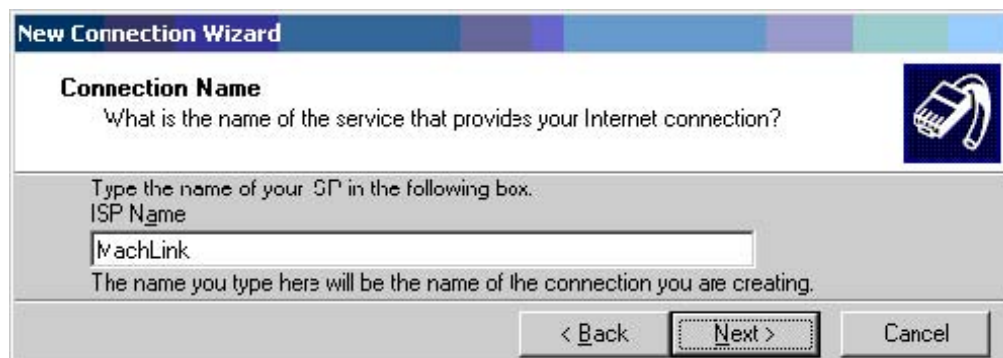 New Connection Wizard
Connection Name
What is the name of the service that provides your Internet connection?
Type the name of your ISP in the following box.
ISP Name
MachLink
The name you type here will be the name of the connection you are creating.
< Back Next > Cancel